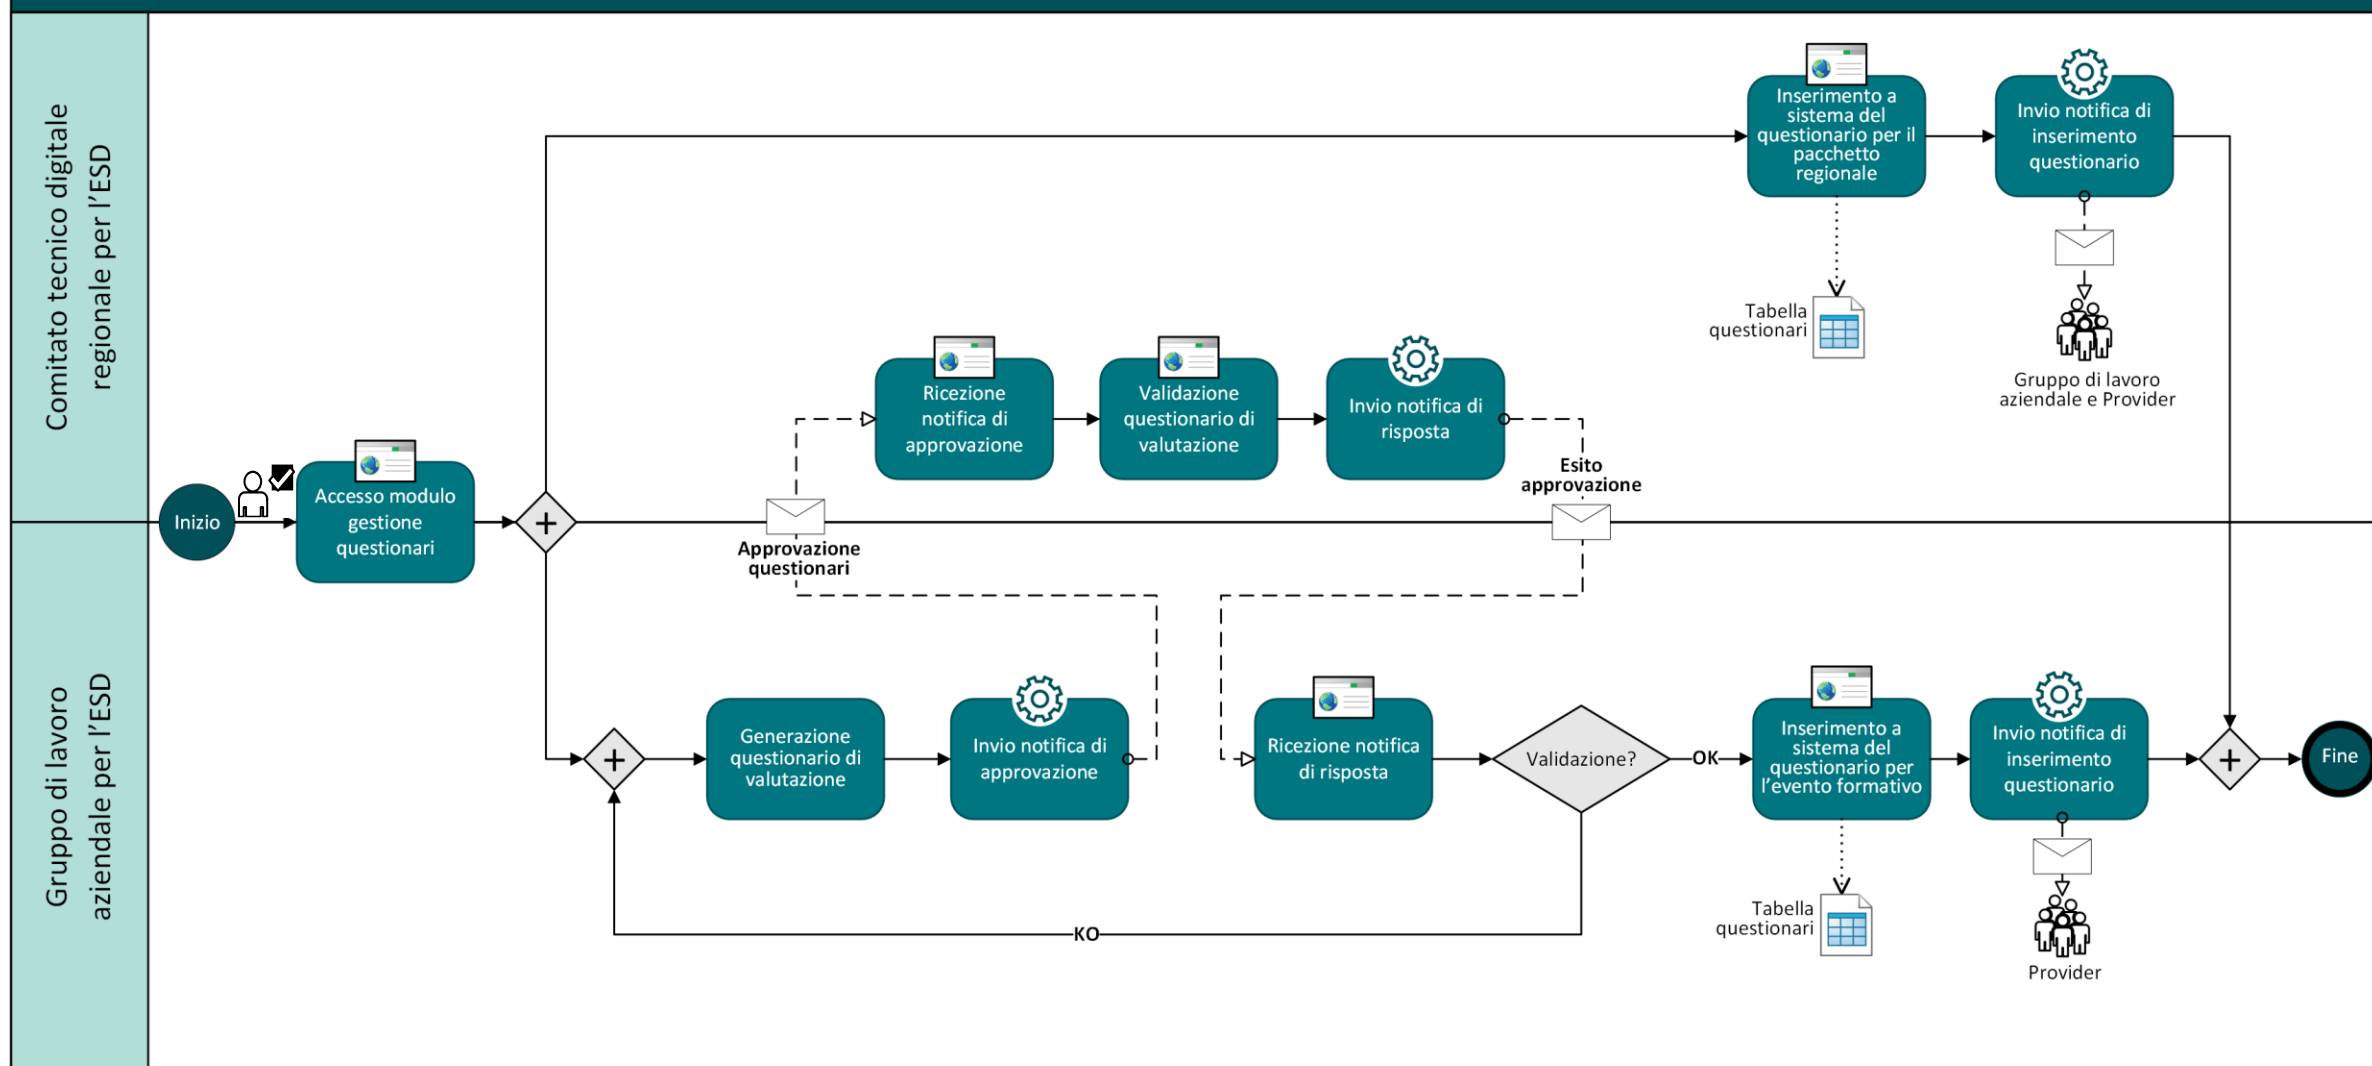 Comitato tecnico digitale
regionale per l'ESD
Gruppo di lavoro
aziendale per l'ESD
Inizio
Accesso modulo
gestione
questionari
Inserimento a
sistema del
questionario per il
pacchetto
regionale
Invio notifica di
inserimento
questionario
Tabella
questionari
Gruppo di lavoro
aziendale e Provider
Ricezione
notifica di
approvazione
Validazione
questionario di
valutazione
Invio notifica di
risposta
Esito
approvazione
Approvazione
questionari
Generazione
questionario di
valutazione
Invio notifica di
approvazione
Ricezione notifica
di risposta
Validazione?
OK
Inserimento a
sistema del
questionario per
l'evento formativo
Invio notifica di
inserimento
questionario
Fine
KO
Tabella
questionari
Provider